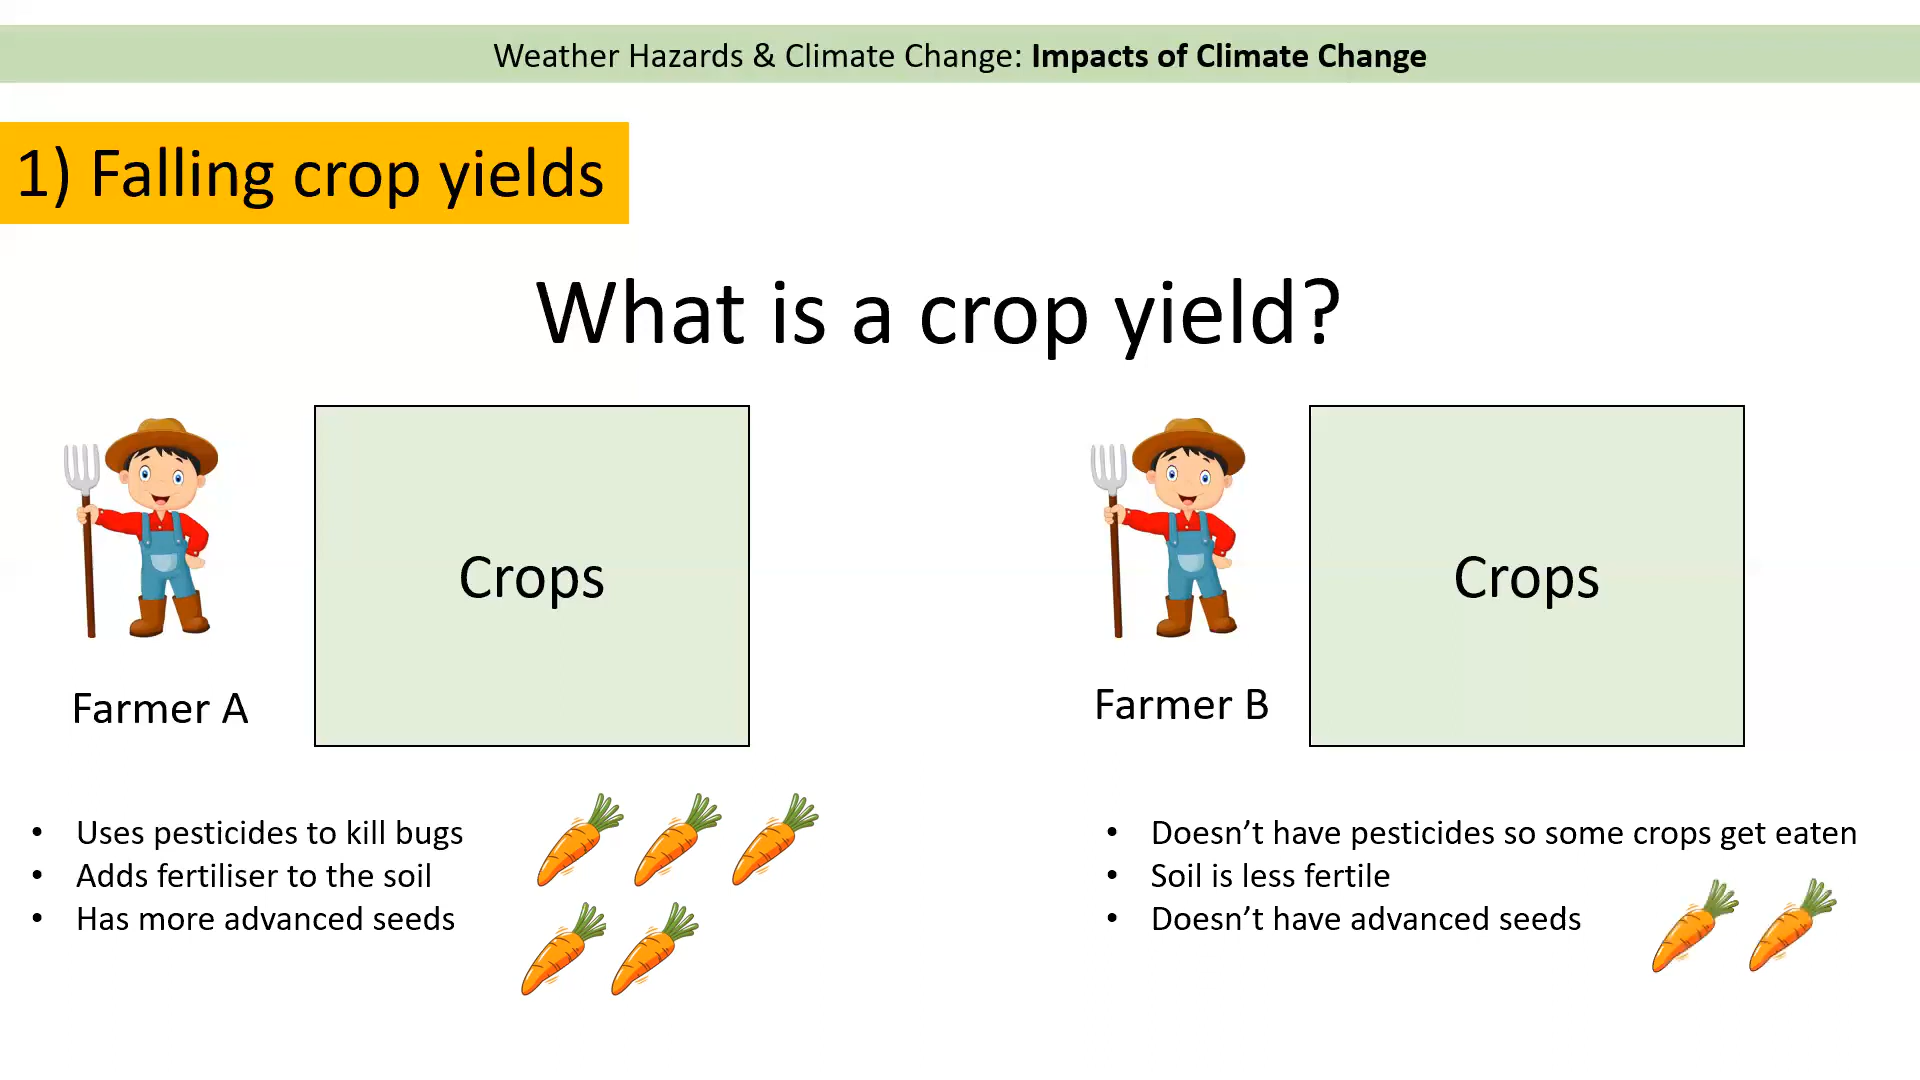 Weather Hazards & Climate Change: Impacts of Climate Change
1) Falling crop yields
What is a crop yield?
Crops
Crops
Farmer A
Farmer B
• Uses pesticides to kill bugs
• Adds fertiliser to the soil
• Has more advanced seeds
• Doesn’t have pesticides so some crops get eaten
• Soil is less fertile
• Doesn’t have advanced seeds